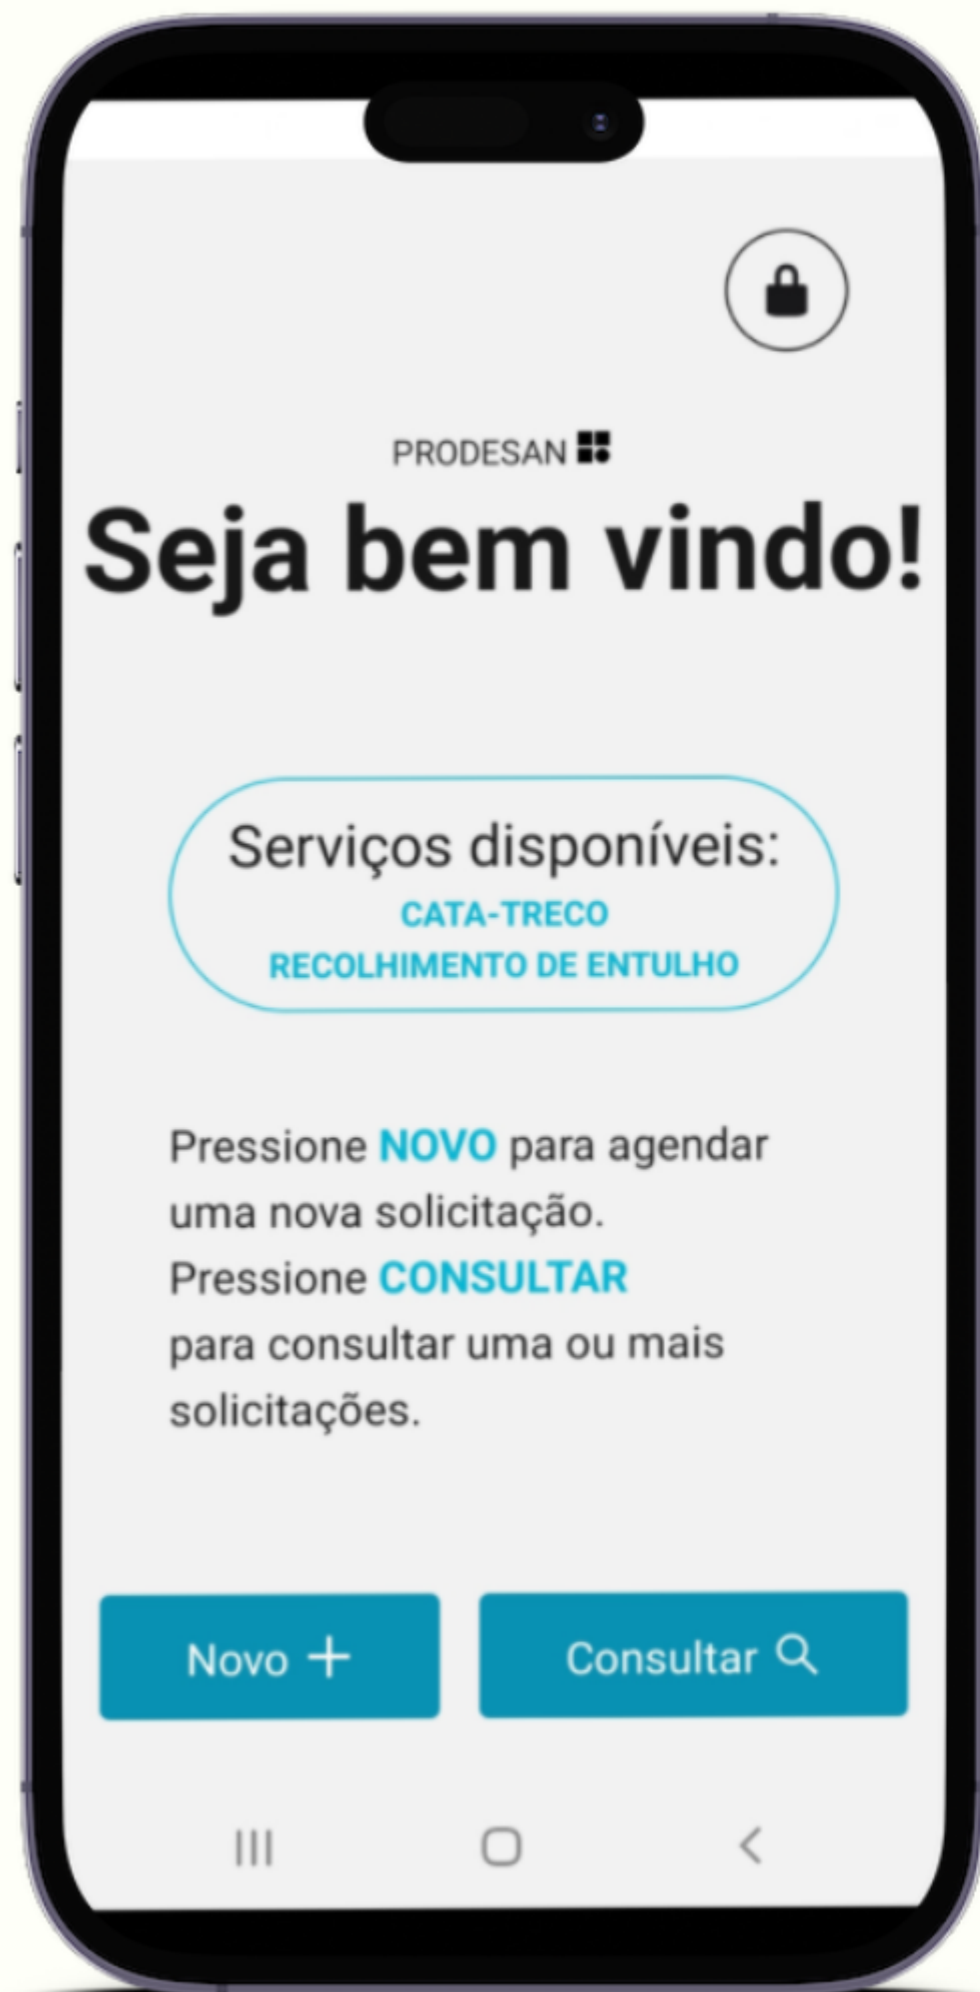 PRODESAN
Seja bem vindo!
Serviços disponíveis:
CATA-TRECO
RECOLHIMENTO DE ENTULHO
Pressione NOVO para agendar
uma nova solicitação.
Pressione CONSULTAR
para consultar uma ou mais
solicitações.
Novo
Consultar